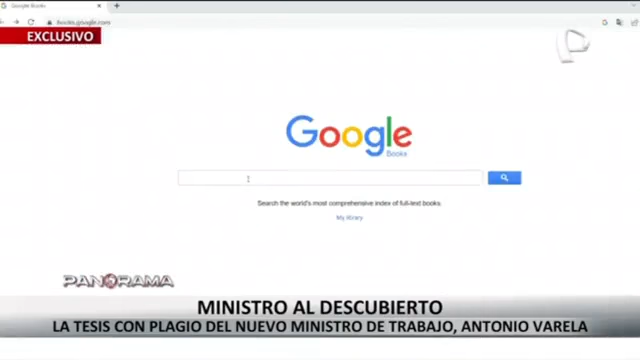 Google Books
books.google.com
EXCLUSIVO
Google
Books
Search the world's most comprehensive index of full-text books.
My library
PANORAMA
MINISTRO AL DESCUBIERTO
LA TESIS CON PLAGIO DEL NUEVO MINISTRO DE TRABAJO, ANTONIO VARELA